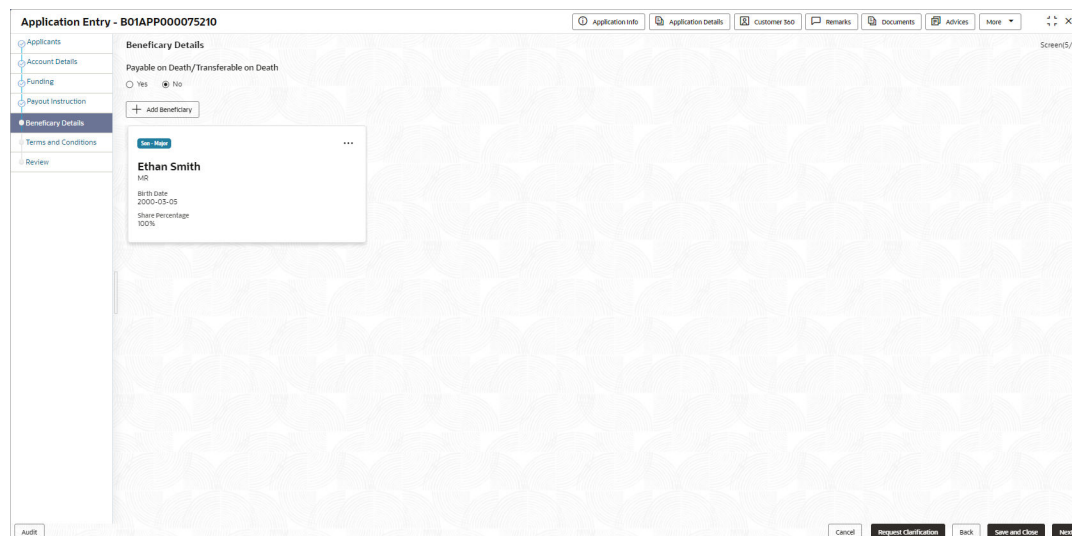 Application Entry - B01APP000075210
Application Info
Application Details
Customer 360
Remarks
Documents
Advices
More
Applicants
Account Details
Funding
Payout Instruction
Beneficary Details
Terms and Conditions
Review
Beneficary Details
Screen(5/
Payable on Death/Transferable on Death
Yes
No
Add Beneficiary
Son - Major
Ethan Smith
MR
Birth Date
2000-03-05
Share Percentage
100%
Audit
Cancel
Request Clarification
Back
Save and Close
Next